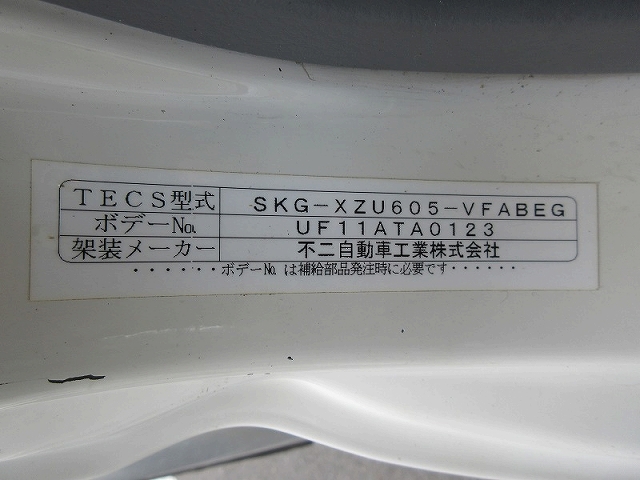 TECS型式 SKG-XZU605-VFABEG
ボデーNo. UF11ATA0123
架装メーカー 不二自動車工業株式会社
・・・・・・ボデーNo. は補給部品発注時に必要です・・・・・・